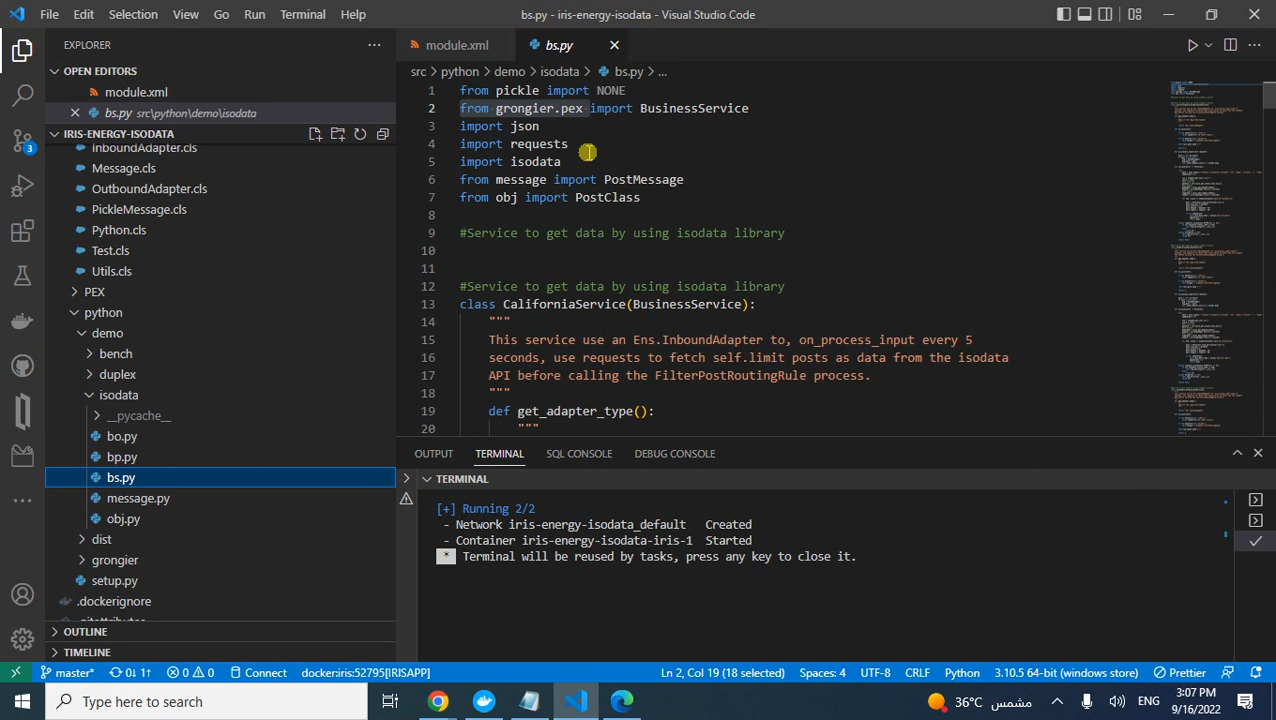 File Edit Selection View Go Run Terminal Help
bs.py - iris-energy-isodata - Visual Studio Code
EXPLORER
OPEN EDITORS
module.xml
bs.py src\python\demo\isodata
IRIS-ENERGY-ISODATA
InboundAdapter.cls
Message.cls
OutboundAdapter.cls
PickleMessage.cls
Python.cls
Test.cls
Utils.cls
PEX
python
demo
bench
duplex
isodata
__pycache__
bo.py
bp.py
bs.py
message.py
obj.py
dist
grongier
setup.py
.dockerignore
.gitattributes
OUTLINE
TIMELINE
3
module.xml
bs.py
src > python > demo > isodata > bs.py > ...
1 from pickle import NONE
2 from grongier.pex import BusinessService
3 import json
4 import requests
5 import isodata
6 from message import PostMessage
7 from obj import PostClass
8
9 #Service to get data by using isodata library
10
11
12 #Service to get data by using isodata library
13 class californiaService(BusinessService):
14 """
15 service use an Ens.InboundAdapter to, on_process_input every 5
16 seconds, use requests to fetch self.limit posts as data from the isodata
17 API before calling the FilterPostRoutingRule process.
18 """
19 def get_adapter_type():
20 """
OUTPUT TERMINAL SQL CONSOLE DEBUG CONSOLE
TERMINAL
[+] Running 2/2
- Network iris-energy-isodata_default Created
- Container iris-energy-isodata-iris-1 Started
* Terminal will be reused by tasks, press any key to close it.
master* 0↓ 1↑ 0 0 Connect docker:iris:52795[IRISAPP]
Ln 2, Col 19 (18 selected) Spaces: 4 UTF-8 CRLF Python 3.10.5 64-bit (windows store) Prettier
Type here to search
36°C مشمس ENG
3:07 PM
9/16/2022